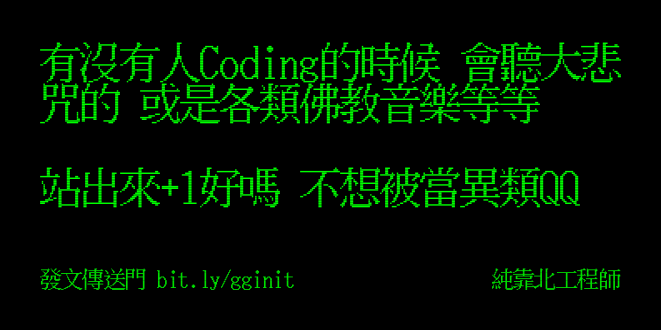 有沒有人Coding的時候 會聽大悲
咒的 或是各類佛教音樂等等
站出來+1好嗎 不想被當異類QQ
發文傳送門 bit.ly/gginit
純靠北工程師